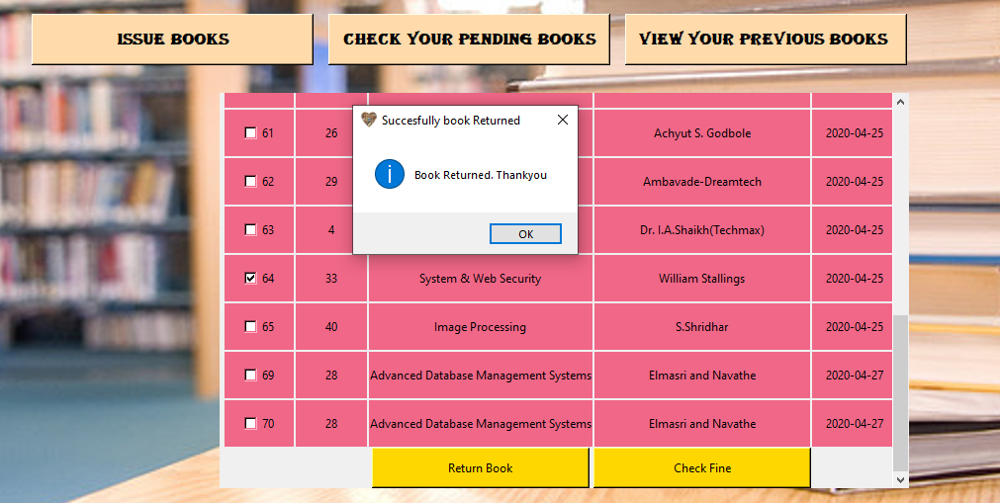 ISSUE BOOKS
CHECK YOUR PENDING BOOKS
VIEW YOUR PREVIOUS BOOKS
Succesfully book Returned
Book Returned. Thankyou
OK
61 26 Achyut S. Godbole 2020-04-25
62 29 Ambavade-Dreamtech 2020-04-25
63 4 Dr. I.A.Shaikh(Techmax) 2020-04-25
64 33 System & Web Security William Stallings 2020-04-25
65 40 Image Processing S.Shridhar 2020-04-25
69 28 Advanced Database Management Systems Elmasri and Navathe 2020-04-27
70 28 Advanced Database Management Systems Elmasri and Navathe 2020-04-27
Return Book
Check Fine